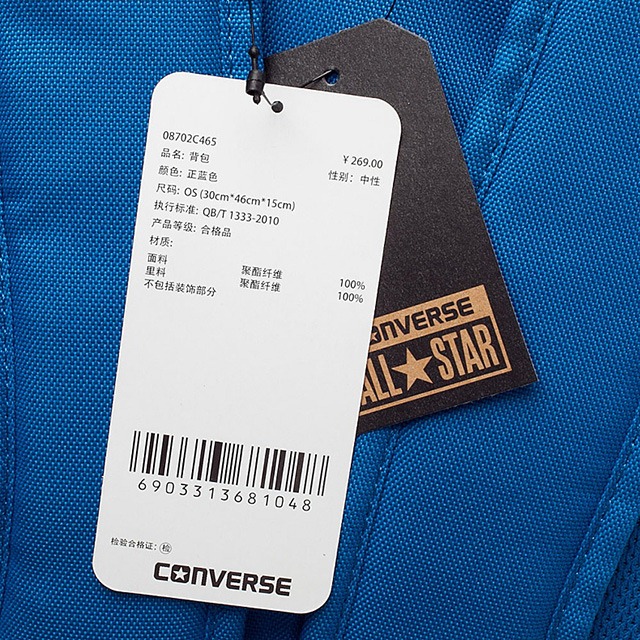 08702C465
品名: 背包
¥ 269.00
颜色: 正蓝色
性别: 中性
尺码: OS (30cm*46cm*15cm)
执行标准: QB/T 1333-2010
产品等级: 合格品
材质:
面料 聚酯纤维 100%
里料 聚酯纤维 100%
不包括装饰部分
6903313681048
检验合格证: 检
CONVERSE
CONVERSE
ALL★STAR